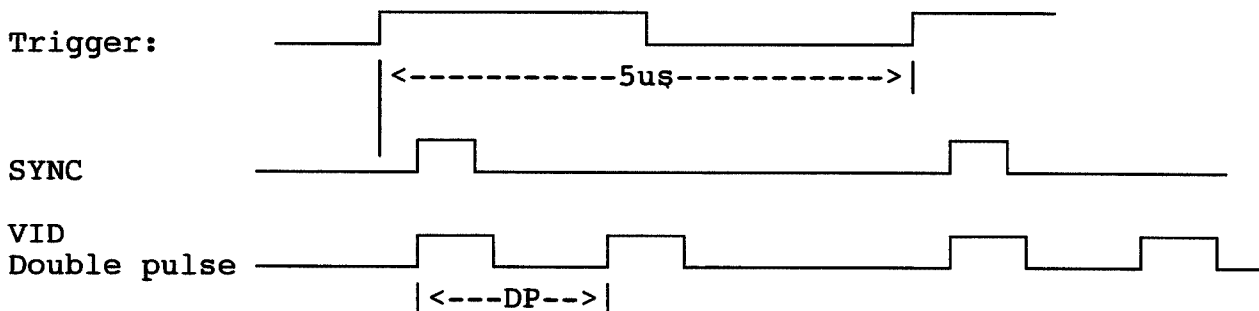 Trigger:
|<-----------5us----------->|
SYNC
VID
Double pulse
|<---DP-->|